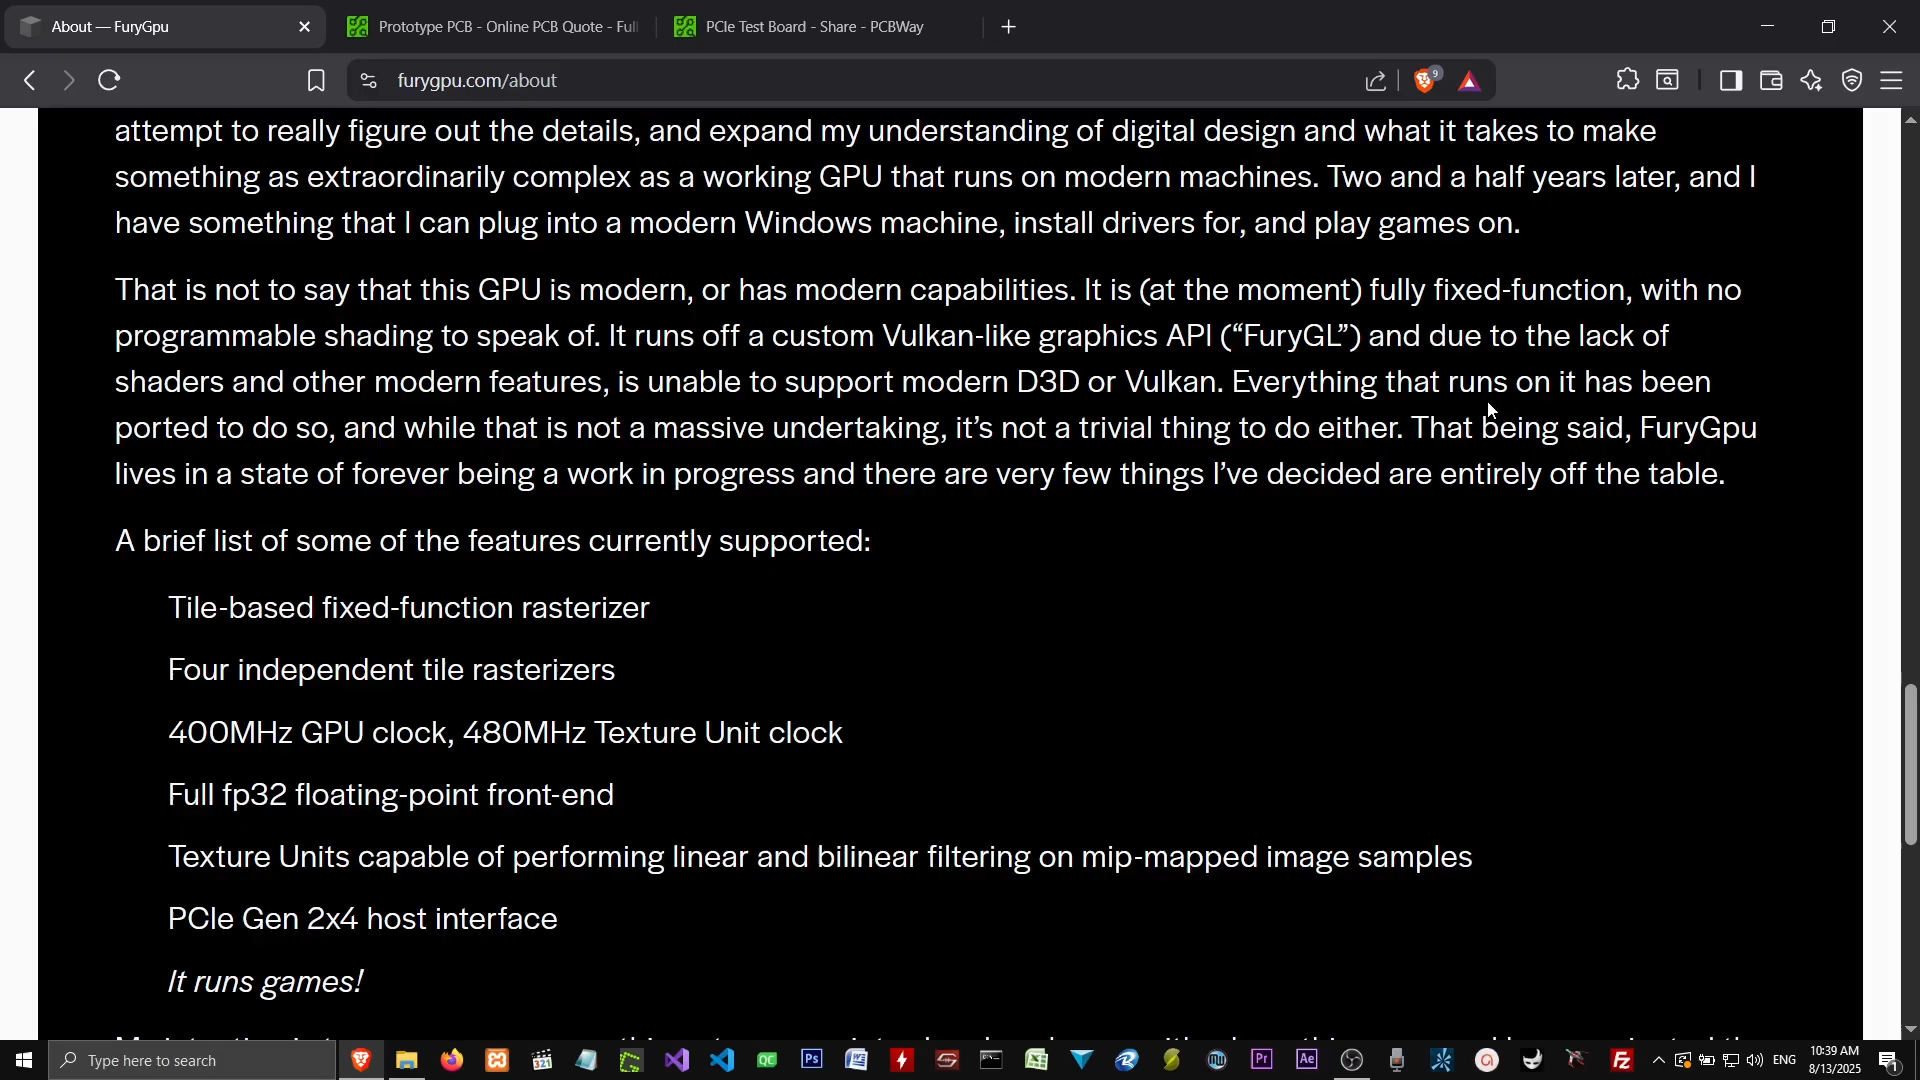 About — FuryGpu
Prototype PCB - Online PCB Quote - Full
PCIe Test Board - Share - PCBWay
furygpu.com/about
9
attempt to really figure out the details, and expand my understanding of digital design and what it takes to make
something as extraordinarily complex as a working GPU that runs on modern machines. Two and a half years later, and I
have something that I can plug into a modern Windows machine, install drivers for, and play games on.
That is not to say that this GPU is modern, or has modern capabilities. It is (at the moment) fully fixed-function, with no
programmable shading to speak of. It runs off a custom Vulkan-like graphics API (“FuryGL”) and due to the lack of
shaders and other modern features, is unable to support modern D3D or Vulkan. Everything that runs on it has been
ported to do so, and while that is not a massive undertaking, it’s not a trivial thing to do either. That being said, FuryGpu
lives in a state of forever being a work in progress and there are very few things I’ve decided are entirely off the table.
A brief list of some of the features currently supported:
Tile-based fixed-function rasterizer
Four independent tile rasterizers
400MHz GPU clock, 480MHz Texture Unit clock
Full fp32 floating-point front-end
Texture Units capable of performing linear and bilinear filtering on mip-mapped image samples
PCIe Gen 2x4 host interface
It runs games!
Type here to search
321
QC
Ps
Pr
Ae
Fz
ENG
10:39 AM
8/13/2025
1